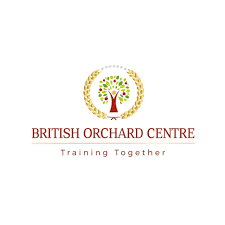 BRITISH ORCHARD CENTRE
Training Together